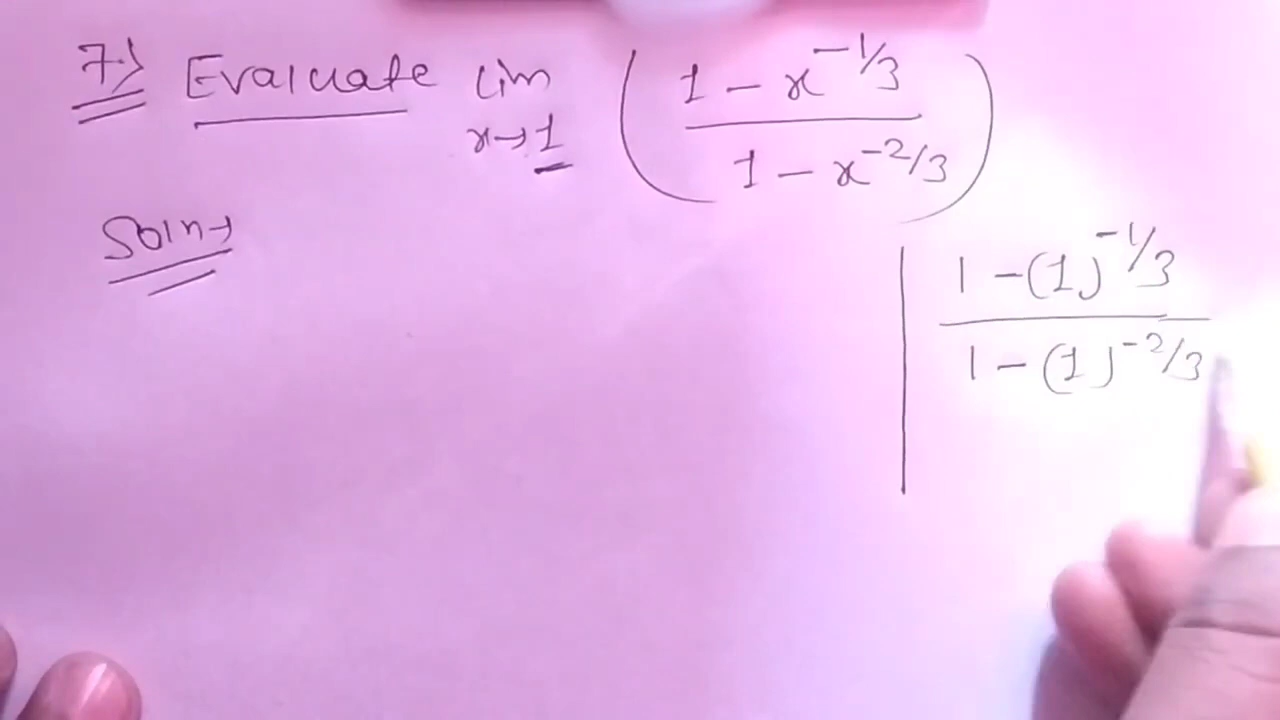 7.) Evaluate lim x→1 (1 - x^{-1/3} / 1 - x^{-2/3})
Soln→
1 - (1)^{-1/3}
1 - (1)^{-2/3}